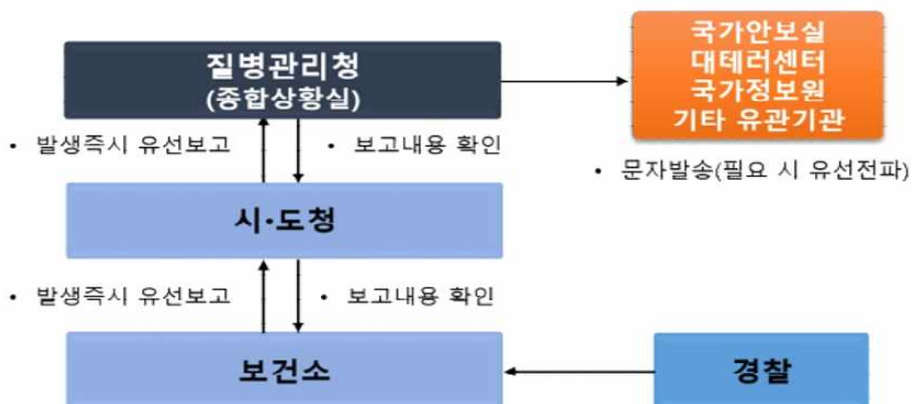 질병관리청
(종합상황실)
국가안보실
대테러센터
국가정보원
기타 유관기관
• 발생즉시 유선보고
• 보고내용 확인
• 문자발송(필요 시 유선전파)
시·도청
• 발생즉시 유선보고
• 보고내용 확인
보건소
경찰